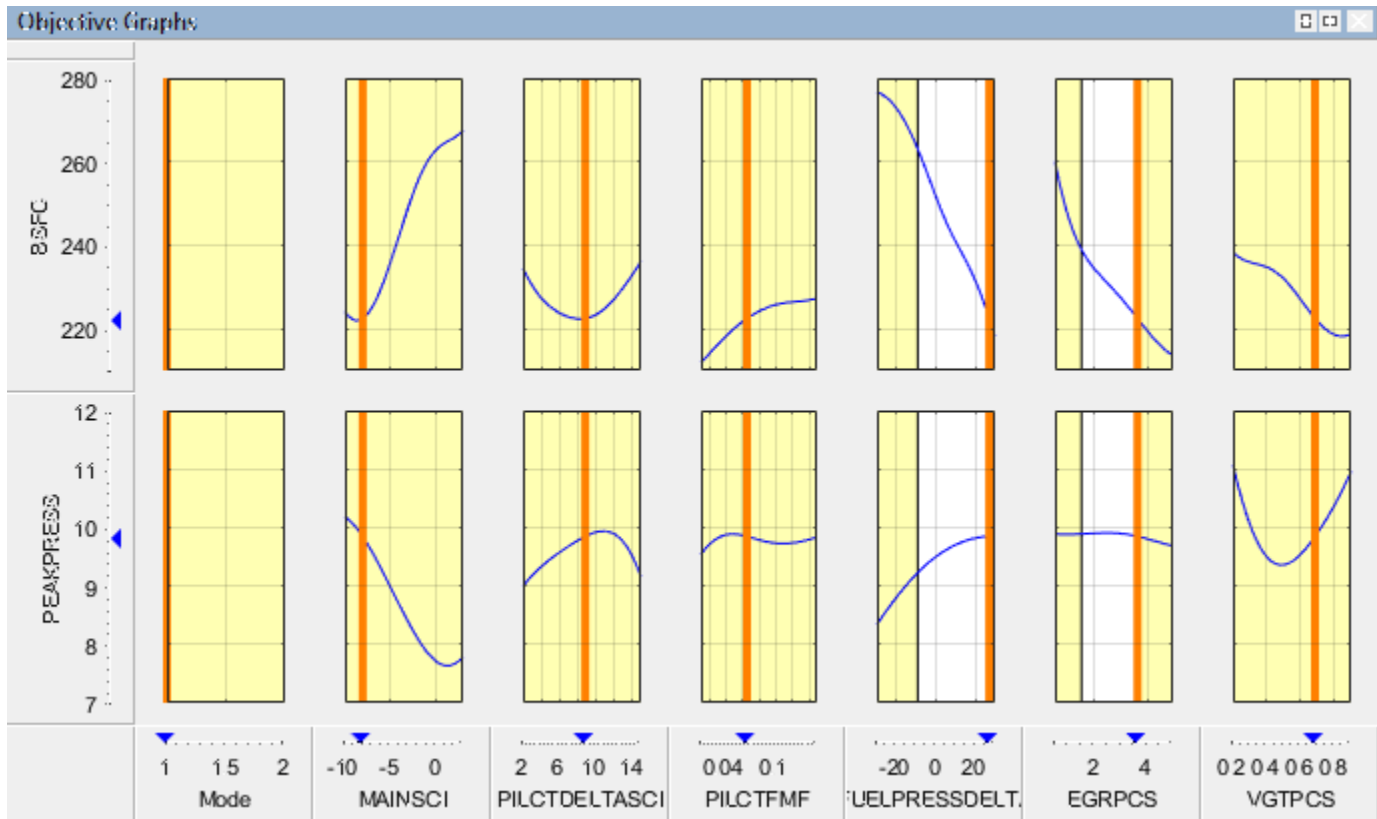 Objective Graphs
280
260
240
220
BSFC
12
11
10
9
8
7
PEAKPRESS
1 1 5 2
-10 -5 0
2 6 10 14
0 04 0 1
-20 0 20
2 4
0 2 0 4 0 6 0 8
Mode
MAINSCI
PILCTDELTASCI
PILCTFMF
UELPRESSDELT
EGRPCS
VGTPCS